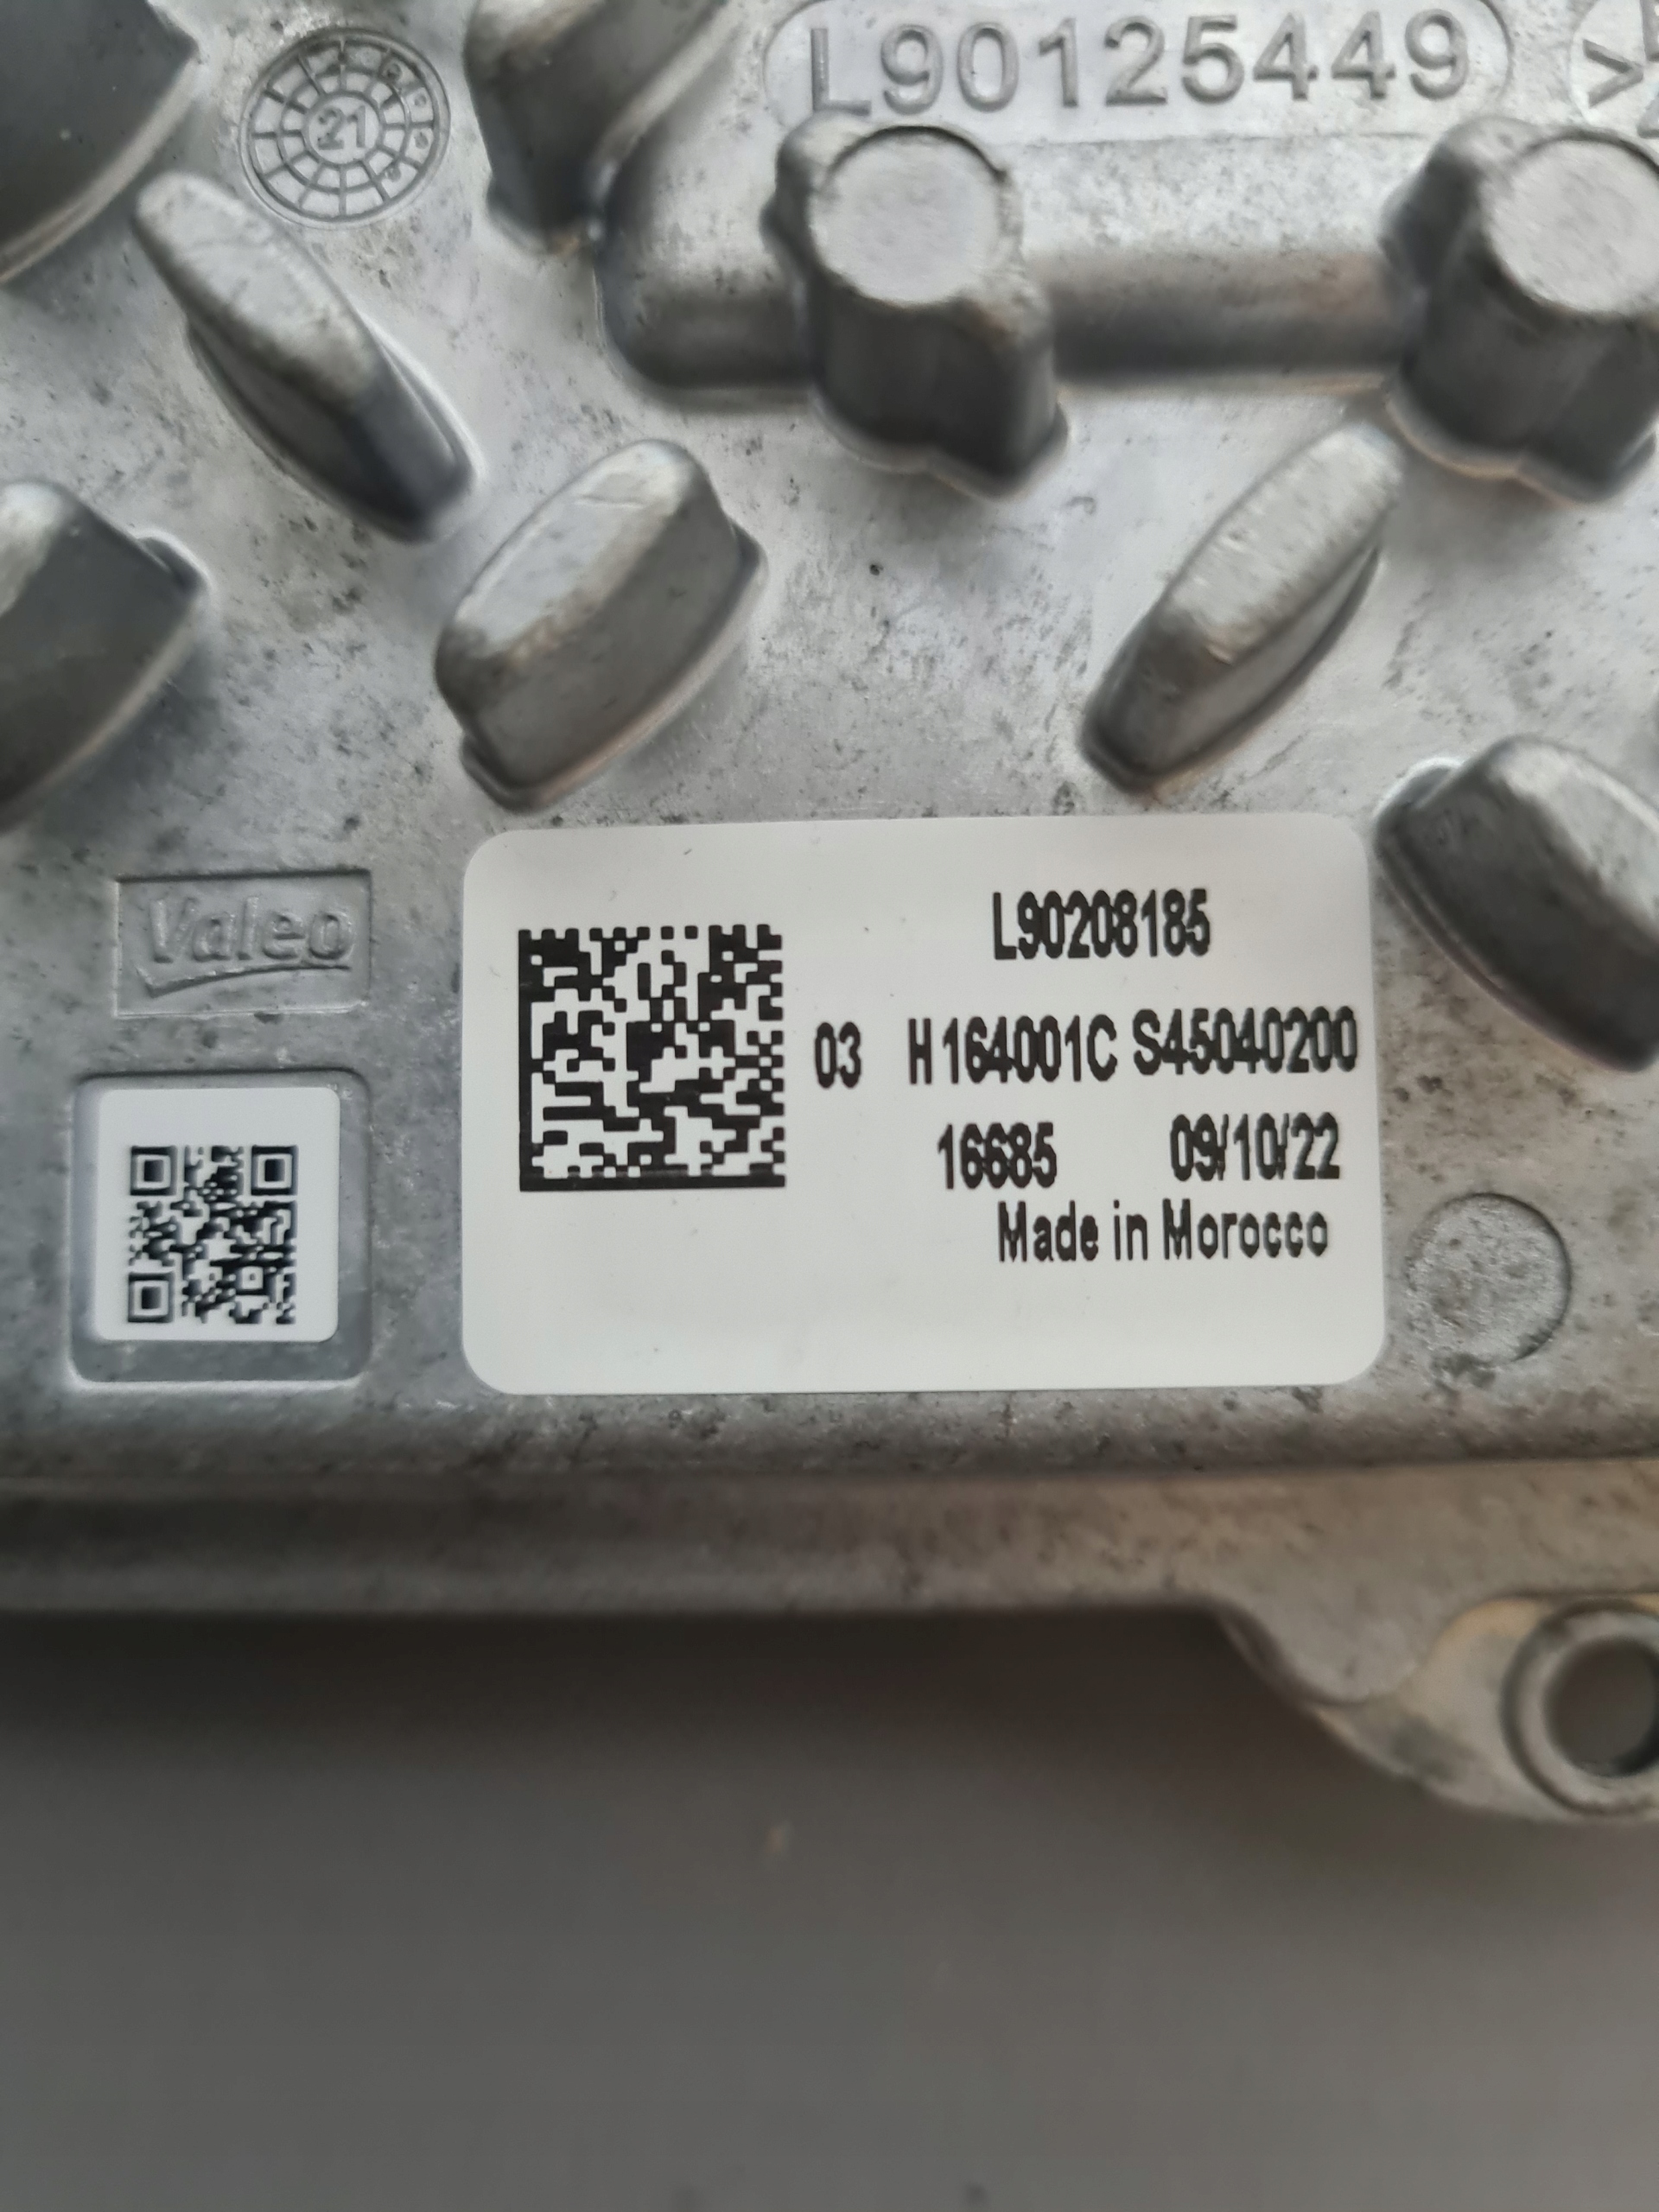 L90125449
21
Valeo
L90208185
03 H164001C S45040200
16685 09/10/22
Made in Morocco